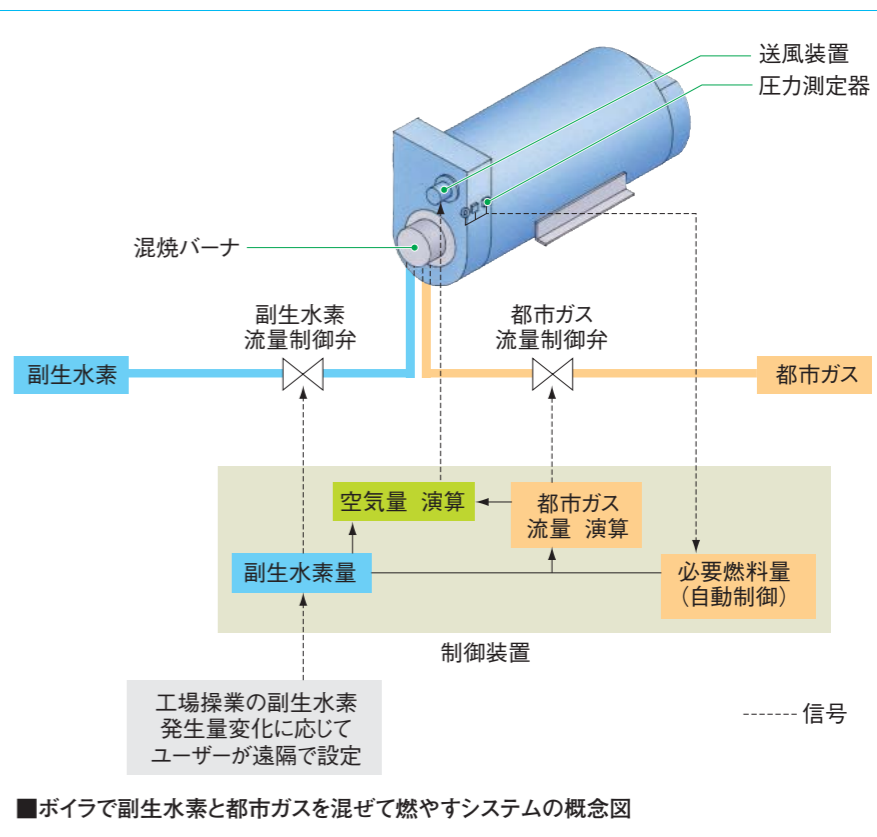 送風装置
圧力測定器
混焼バーナ
副生水素
流量制御弁
都市ガス
流量制御弁
副生水素
都市ガス
空気量 演算
都市ガス
流量 演算
副生水素量
必要燃料量
（自動制御）
制御装置
工場操業の副生水素
発生量変化に応じて
ユーザーが遠隔で設定
------- 信号
■ボイラで副生水素と都市ガスを混ぜて燃やすシステムの概念図